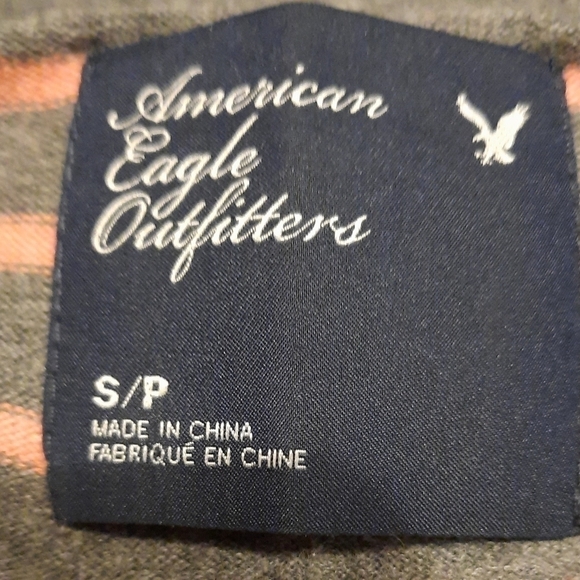 American
Eagle
Outfitters
S/P
MADE IN CHINA
FABRIQUÉ EN CHINE